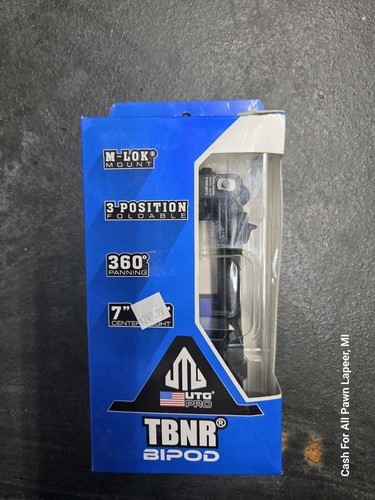 M-LOK®
MOUNT
3 POSITION
FOLDABLE
360°
PANNING
7"
CENTER
UTG®
PRO
TBNR®
BIPOD
Cash For All Pawn Lapeer, MI